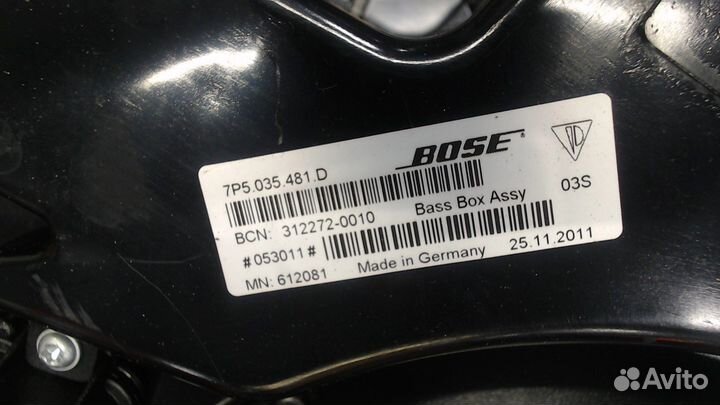 7P5.035.481.D
BOSE
BCN: 312272-0010
Bass Box Assy
03S
#053011#
MN: 612081
Made in Germany
25.11.2011
Avito